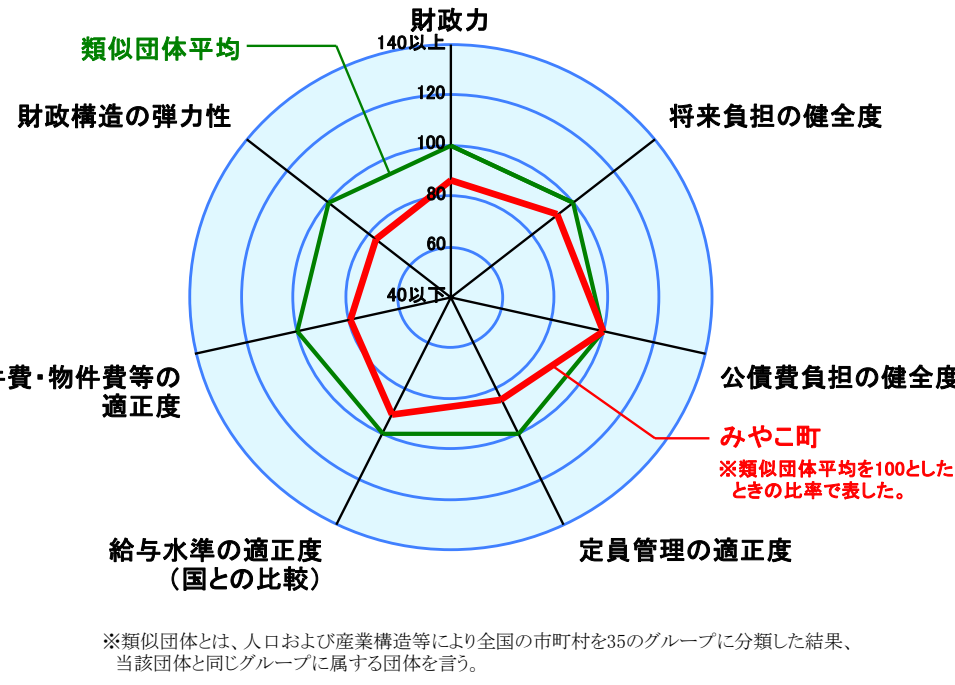 財政力
140以上
類似団体平均
120
財政構造の弾力性
将来負担の健全度
100
80
60
40以下
件費・物件費等の
適正度
公債費負担の健全度
みやこ町
※類似団体平均を100とした
ときの比率で表した。
給与水準の適正度
（国との比較）
定員管理の適正度
※類似団体とは、人口および産業構造等により全国の市町村を35のグループに分類した結果、
当該団体と同じグループに属する団体を言う。